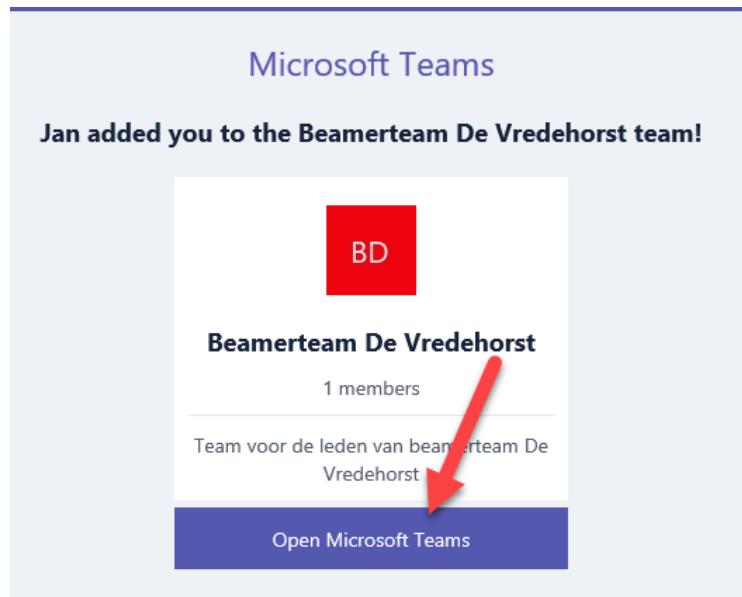 Microsoft Teams
Jan added you to the Beamerteam De Vredehorst team!
BD
Beamerteam De Vredehorst
1 members
Team voor de leden van beamerteam De
Vredehorst
Open Microsoft Teams